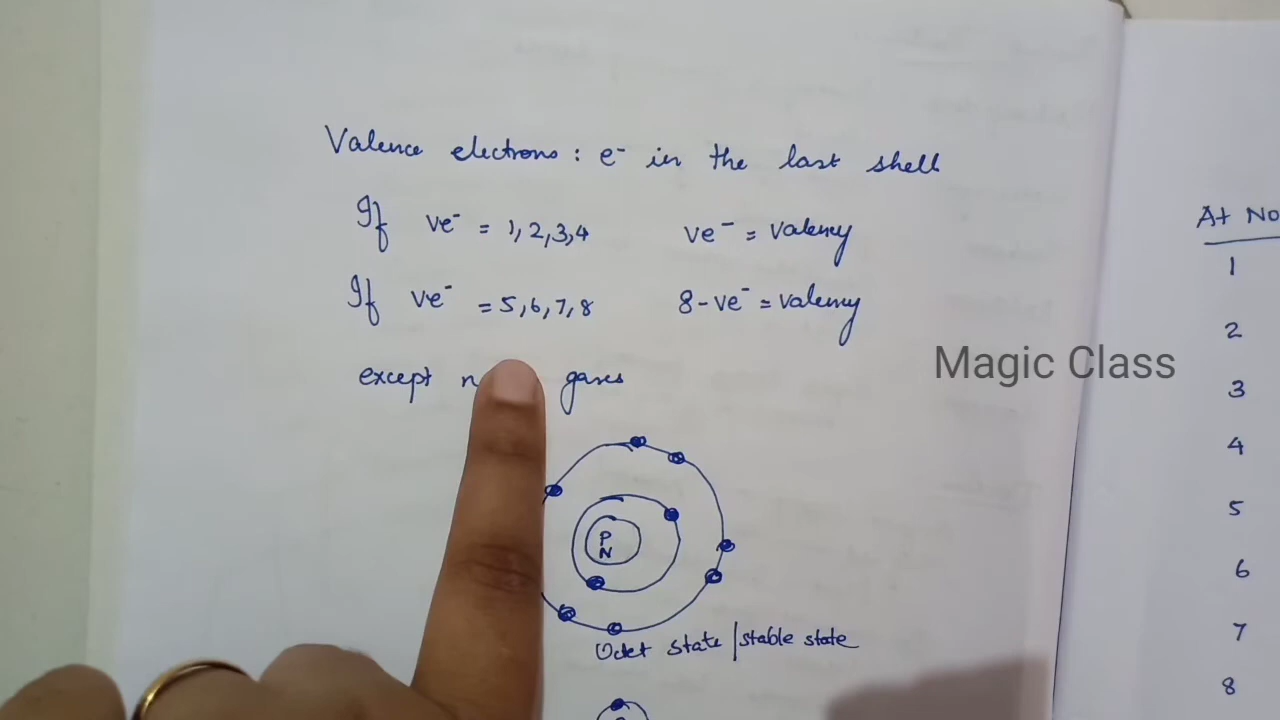 Valence electrons: e⁻ in the last shell
If ve⁻ = 1,2,3,4 ve⁻ = valency
If ve⁻ = 5,6,7,8 8-ve⁻ = valency
except gases
P
N
Octet state | stable state
At No
1
2
3
4
5
6
7
8
Magic Class